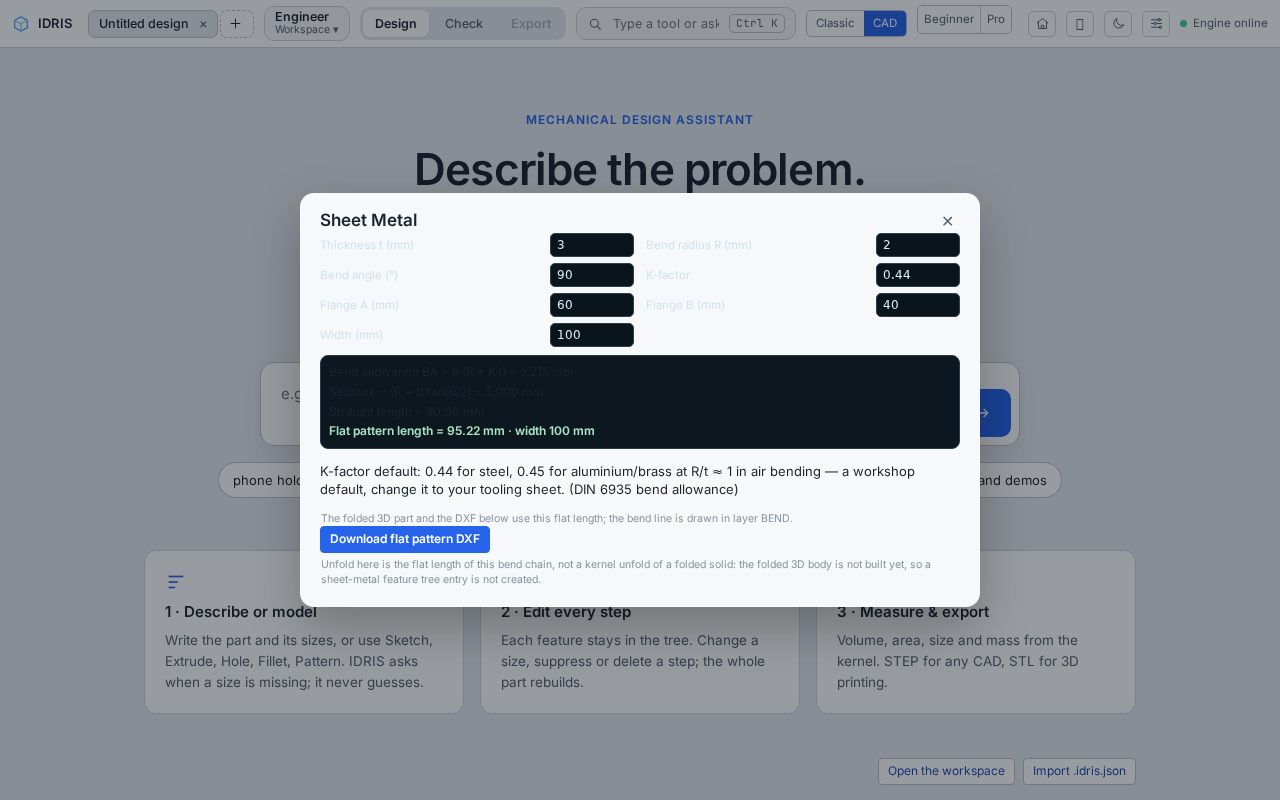 IDRIS
Untitled design ×
+
Engineer
Workspace ▾
Design
Check
Export
Type a tool or ask
Ctrl K
Classic
CAD
Beginner
Pro
Engine online
MECHANICAL DESIGN ASSISTANT
Describe the problem.
Sheet Metal
Thickness t (mm) 3 Bend radius R (mm) 2
Bend angle (°) 90 K-factor 0.44
Flange A (mm) 60 Flange B (mm) 40
Width (mm) 100
Setback = (R + t)·tan(θ/2) = 5.000 mm
Straight length = 90.00 mm
Flat pattern length = 95.22 mm · width 100 mm
K-factor default: 0.44 for steel, 0.45 for aluminium/brass at R/t ≈ 1 in air bending — a workshop
default, change it to your tooling sheet. (DIN 6935 bend allowance)
The folded 3D part and the DXF below use this flat length; the bend line is drawn in layer BEND.
Download flat pattern DXF
Unfold here is the flat length of this bend chain, not a kernel unfold of a folded solid: the folded 3D body is not built yet, so a
sheet-metal feature tree entry is not created.
e.g
→
phone hold
and demos
1 · Describe or model
Write the part and its sizes, or use Sketch,
Extrude, Hole, Fillet, Pattern. IDRIS asks
when a size is missing; it never guesses.
2 · Edit every step
Each feature stays in the tree. Change a
size, suppress or delete a step; the whole
part rebuilds.
3 · Measure & export
Volume, area, size and mass from the
kernel. STEP for any CAD, STL for 3D
printing.
Open the workspace
Import .idris.json